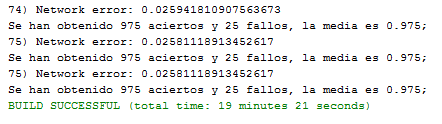 74) Network error: 0.025941810907563673
Se han obtenido 975 aciertos y 25 fallos, la media es 0.975;
75) Network error: 0.02581118913452617
Se han obtenido 975 aciertos y 25 fallos, la media es 0.975;
75) Network error: 0.02581118913452617
Se han obtenido 975 aciertos y 25 fallos, la media es 0.975;
BUILD SUCCESSFUL (total time: 19 minutes 21 seconds)